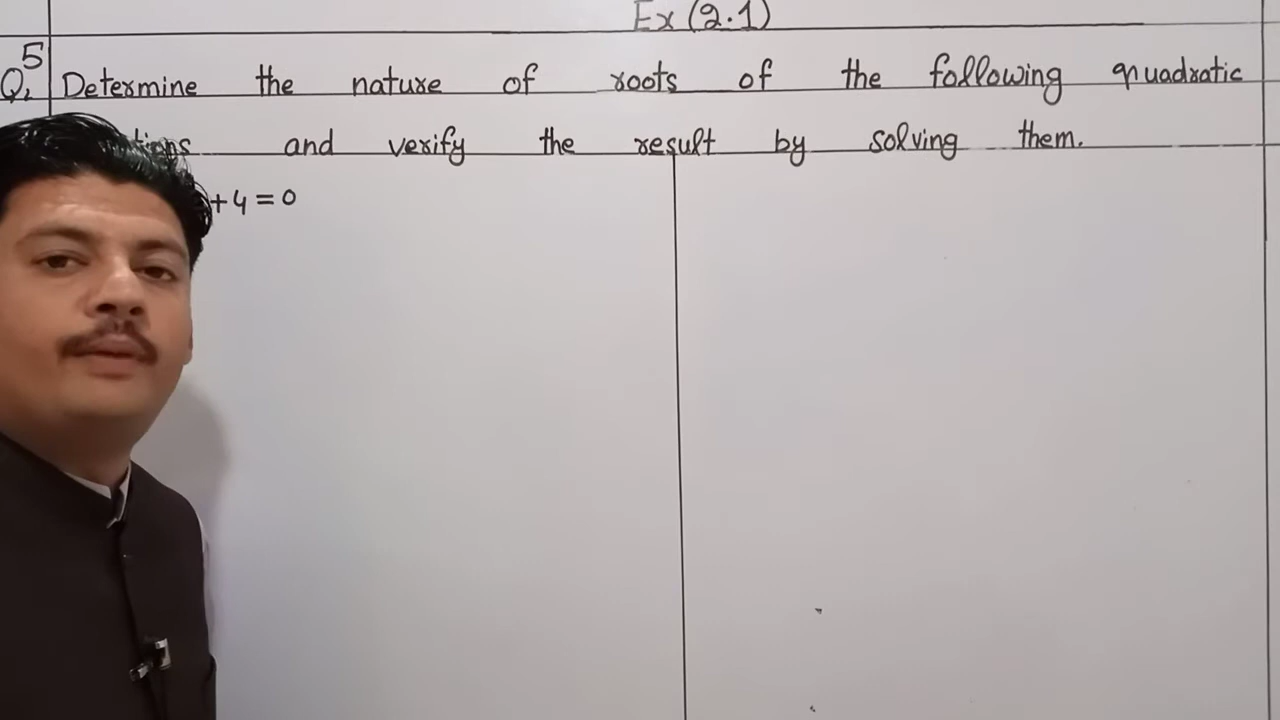 Ex (2.1)
Q5 Determine the nature of roots of the following quadratic
and verify the result by solving them.
+4=0